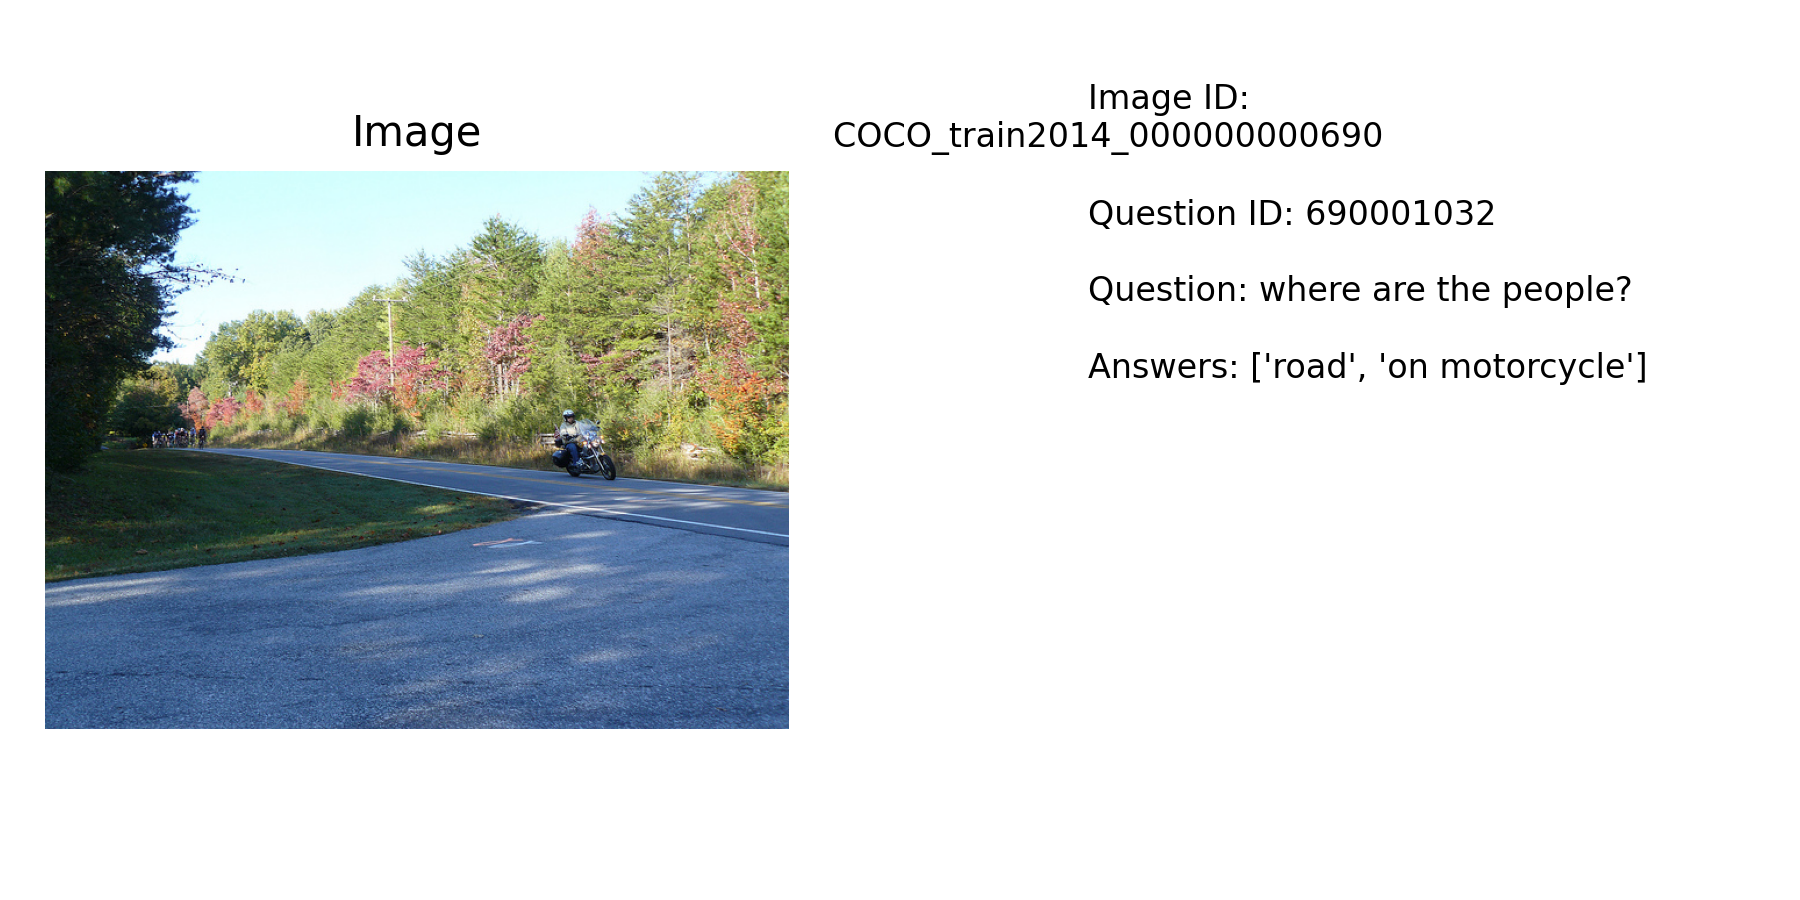 Image
Image ID:
COCO_train2014_000000000690
Question ID: 690001032
Question: where are the people?
Answers: ['road', 'on motorcycle']